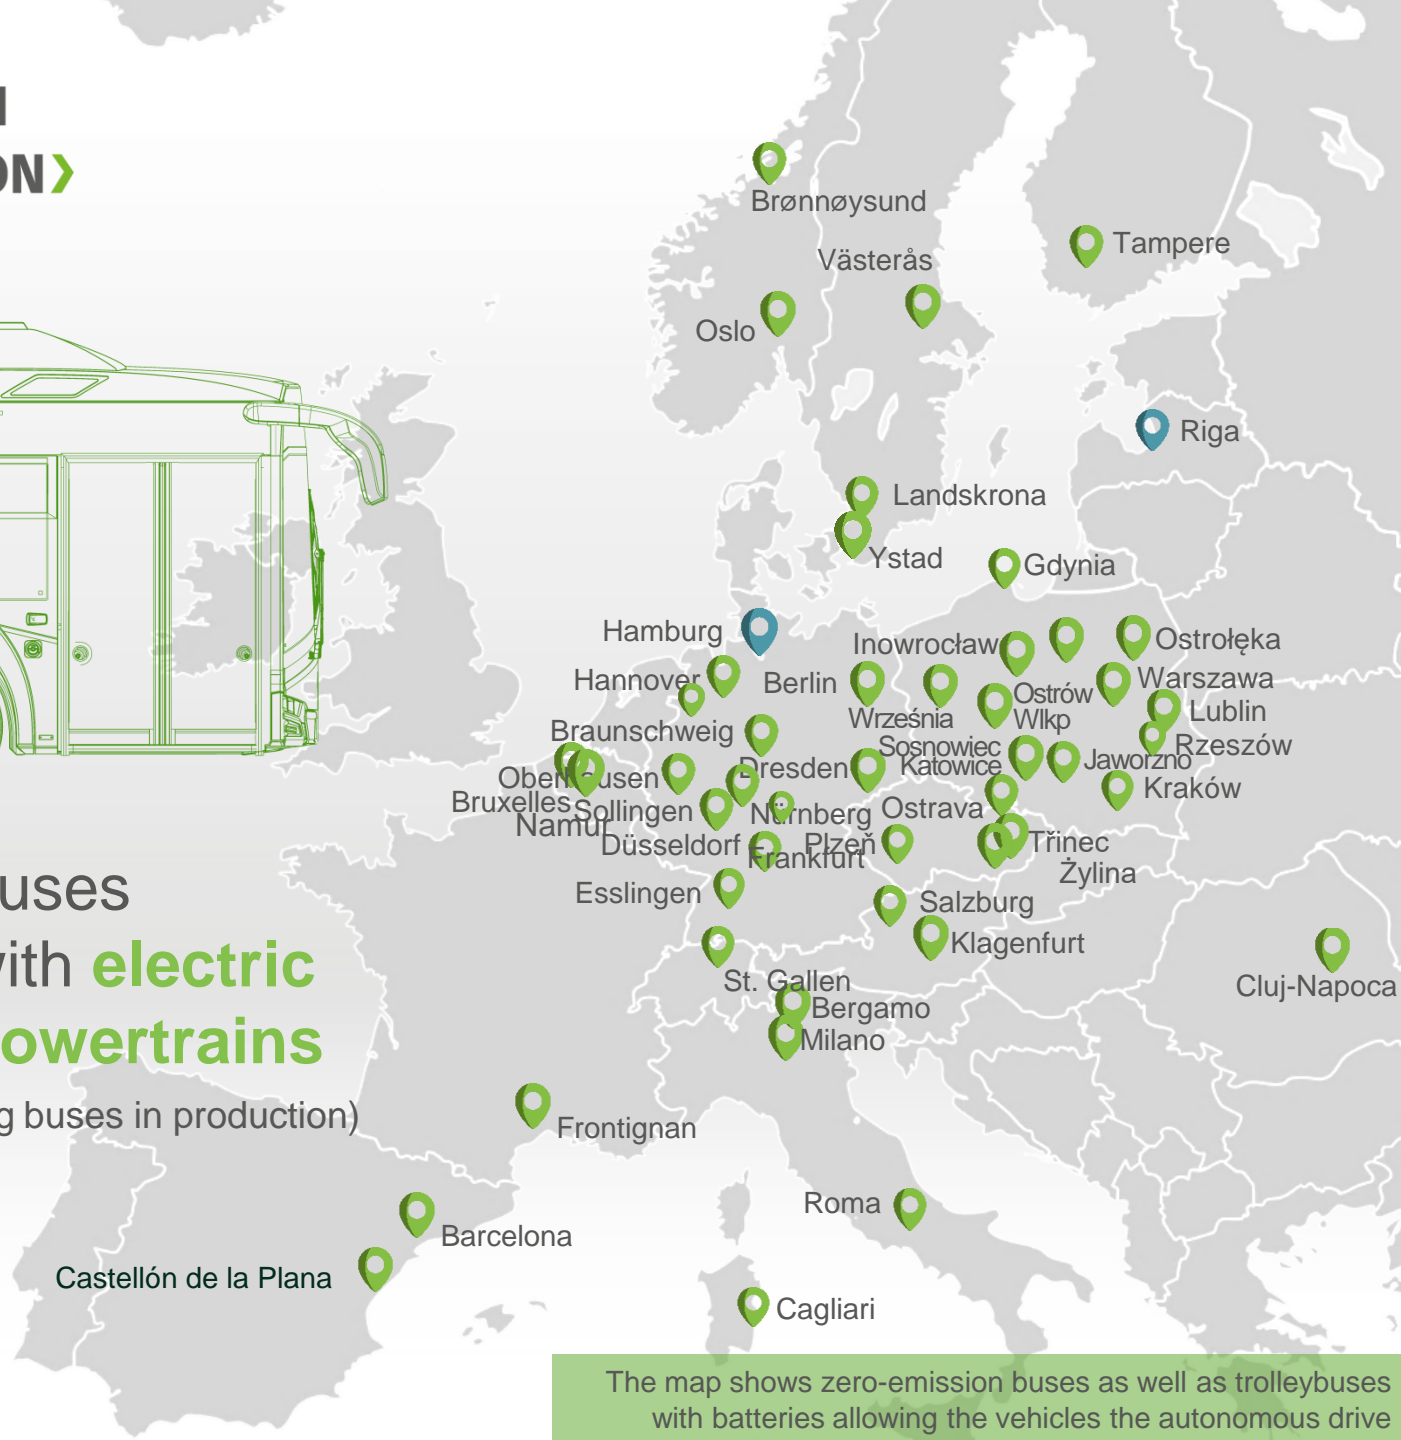 Brønnøysund
Tampere
Västerås
Oslo
Riga
Landskrona
Ystad
Gdynia
Hamburg
Inowrocław
Ostrołęka
Hannover
Berlin
Warszawa
Ostrów
Wlkp
Września
Lublin
Braunschweig
Sosnowiec
Rzeszów
Oberhausen
Dresden
Katowice
Jaworzno
Kraków
Bruxelles
Sollingen
Nürnberg
Ostrava
Namur
Düsseldorf
Plzeň
Třinec
Frankfurt
Żylina
uses
Esslingen
Salzburg
Klagenfurt
with electric
St. Gallen
Cluj-Napoca
Bergamo
owertrains
Milano
g buses in production)
Frontignan
Roma
Barcelona
Castellón de la Plana
Cagliari
The map shows zero-emission buses as well as trolleybuses
with batteries allowing the vehicles the autonomous drive